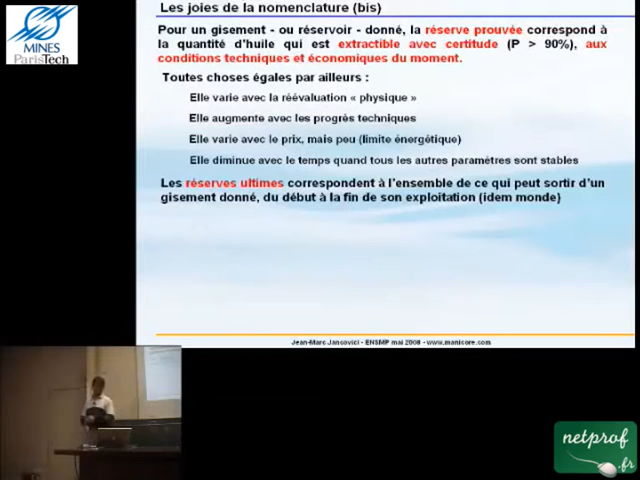 Les joies de la nomenclature (bis)
MINES
ParisTech
Pour un gisement - ou réservoir - donné, la réserve prouvée correspond à
la quantité d'huile qui est extractible avec certitude (P > 90%), aux
conditions techniques et économiques du moment.
Toutes choses égales par ailleurs :
Elle varie avec la réévaluation « physique »
Elle augmente avec les progrès techniques
Elle varie avec le prix, mais peu (limite énergétique)
Elle diminue avec le temps quand tous les autres paramètres sont stables
Les réserves ultimes correspondent à l'ensemble de ce qui peut sortir d'un
gisement donné, du début à la fin de son exploitation (idem monde)
Jean-Marc Jancovici - ENSMP mai 2008 - www.manicore.com
netprof
.fr